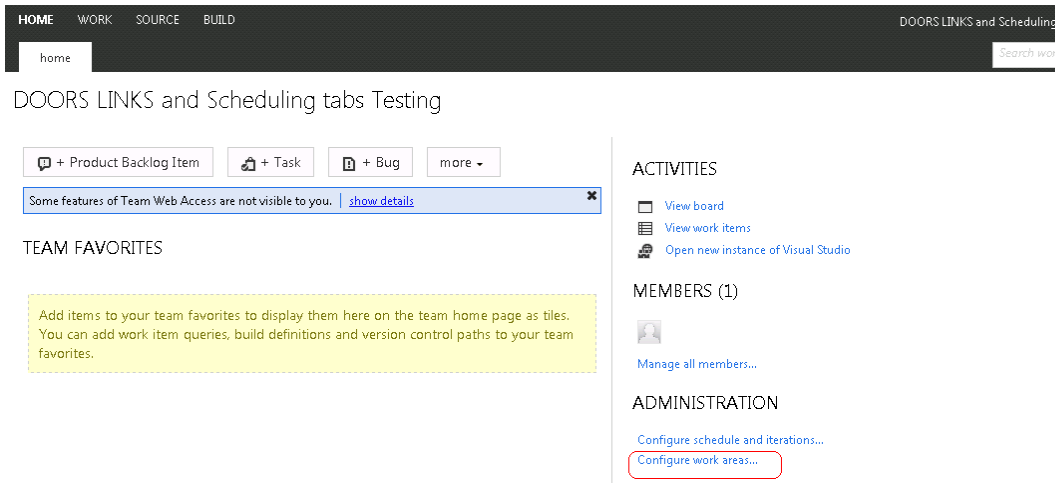 HOME WORK SOURCE BUILD
DOORS LINKS and Scheduling
home
Search wor
DOORS LINKS and Scheduling tabs Testing
+ Product Backlog Item + Task + Bug more
Some features of Team Web Access are not visible to you. show details
TEAM FAVORITES
Add items to your team favorites to display them here on the team home page as tiles.
You can add work item queries, build definitions and version control paths to your team
favorites.
ACTIVITIES
View board
View work items
Open new instance of Visual Studio
MEMBERS (1)
Manage all members...
ADMINISTRATION
Configure schedule and iterations...
Configure work areas...